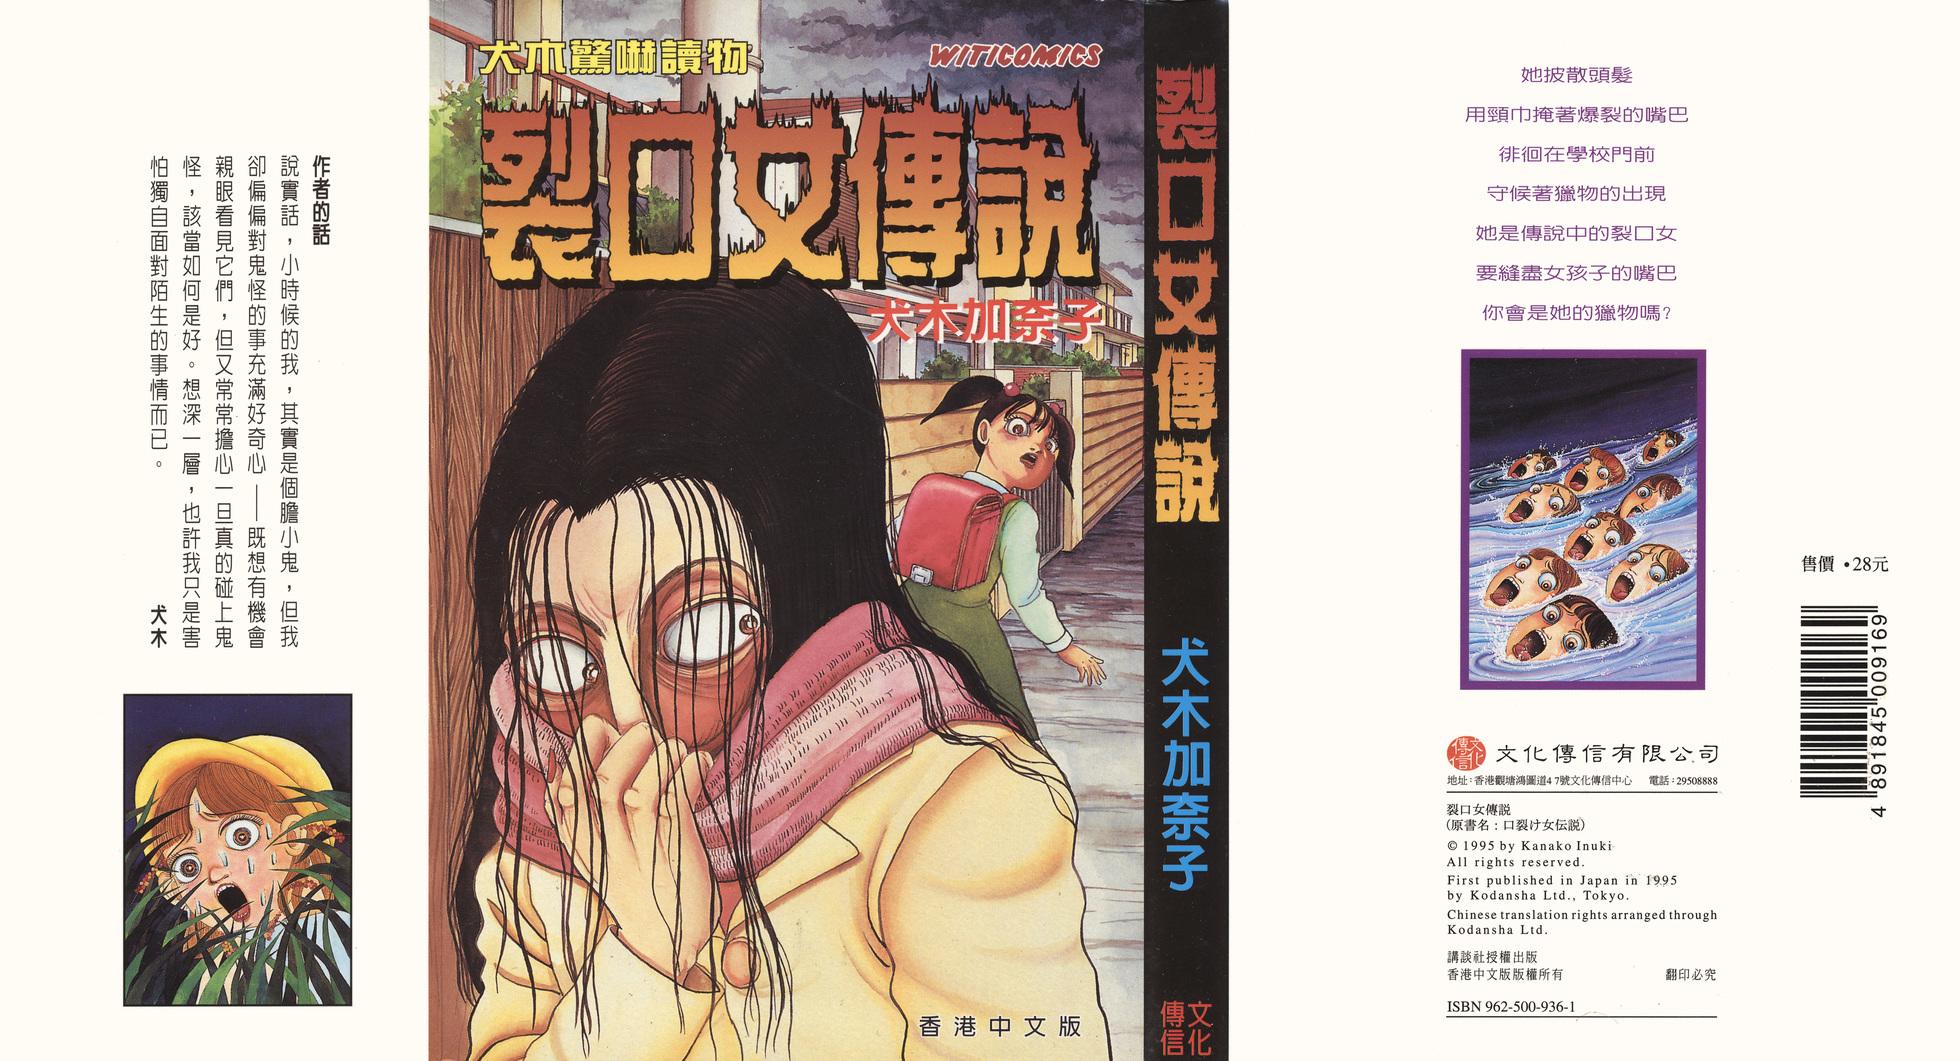 作者的話
說實話，小時候的我，其實是個膽小鬼，但我
卻偏偏對鬼怪的事充滿好奇心——既想有機會
親眼看見它們，但又常常擔心一旦真的碰上鬼
怪，該當如何是好。想深一層，也許我只是害
怕獨自面對陌生的事情而已。
犬木
犬木驚嚇讀物
WITICOMICS
裂口女傳說
犬木加奈子
香港中文版
裂口女傳說
犬木加奈子
文化傳信
她披散頭髮
用頸巾掩著爆裂的嘴巴
徘徊在學校門前
守候著獵物的出現
她是傳說中的裂口女
要縫盡女孩子的嘴巴
你會是她的獵物嗎?
文化傳信
文化傳信有限公司
地址:香港觀塘鴻圖道47號文化傳信中心 電話:29508888
裂口女傳說
(原書名:口裂け女伝説)
© 1995 by Kanako Inuki
All rights reserved.
First published in Japan in 1995
by Kodansha Ltd., Tokyo.
Chinese translation rights arranged through
Kodansha Ltd.
講談社授權出版
香港中文版版權所有 翻印必究
ISBN 962-500-936-1
售價 •28元
4 891845 009169